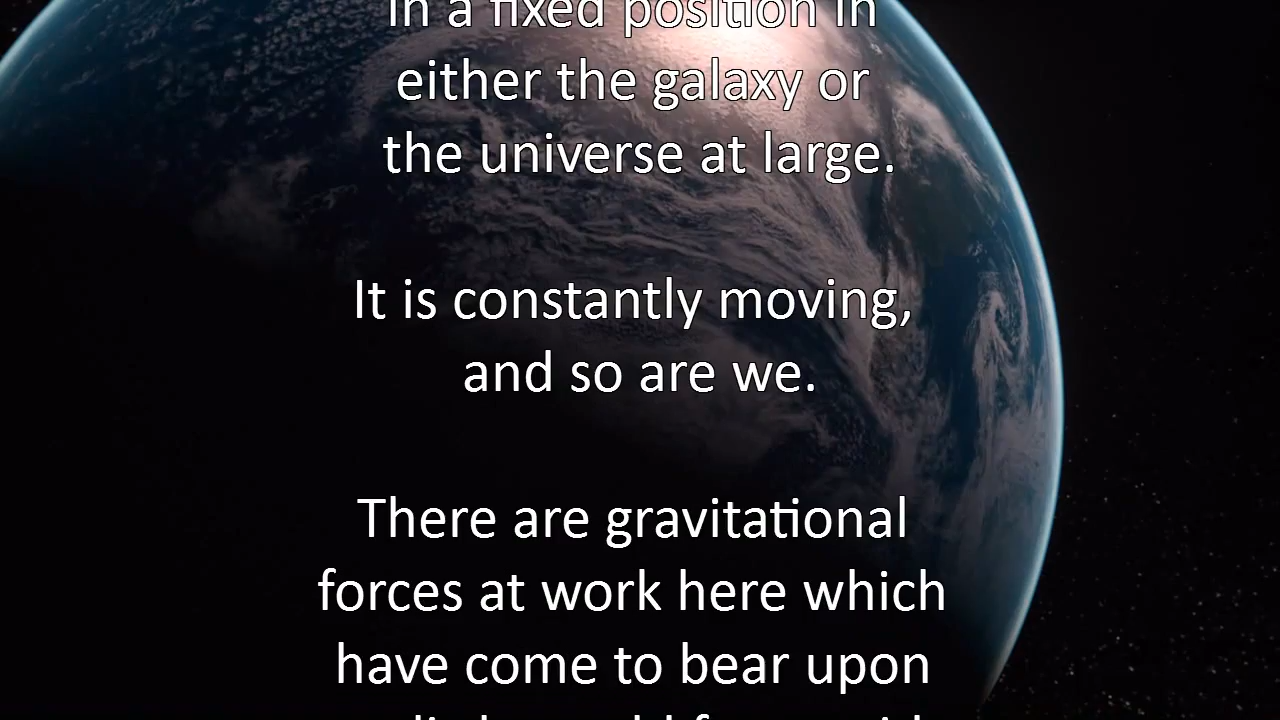 in a fixed position in
either the galaxy or
the universe at large.
It is constantly moving,
and so are we.
There are gravitational
forces at work here which
have come to bear upon